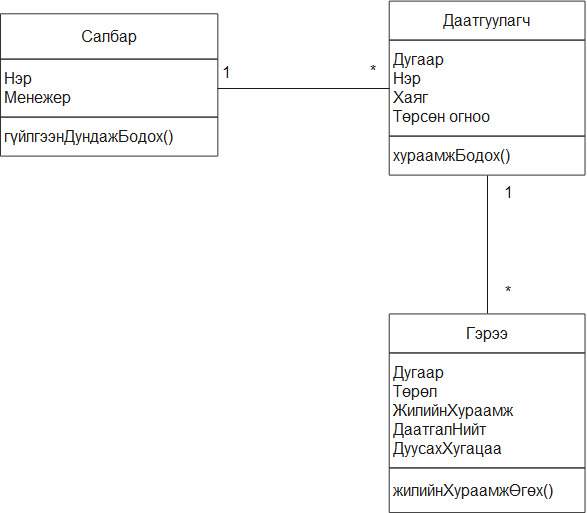 Салбар
Нэр
Менежер
гүйлгээнДундажБодох()
1
*
Даатгуулагч
Дугаар
Нэр
Хаяг
Төрсөн огноо
хураамжБодох()
1
*
Гэрээ
Дугаар
Төрөл
ЖилийнХураамж
ДаатгалНийт
ДуусахХугацаа
жилийнХураамжӨгөх()